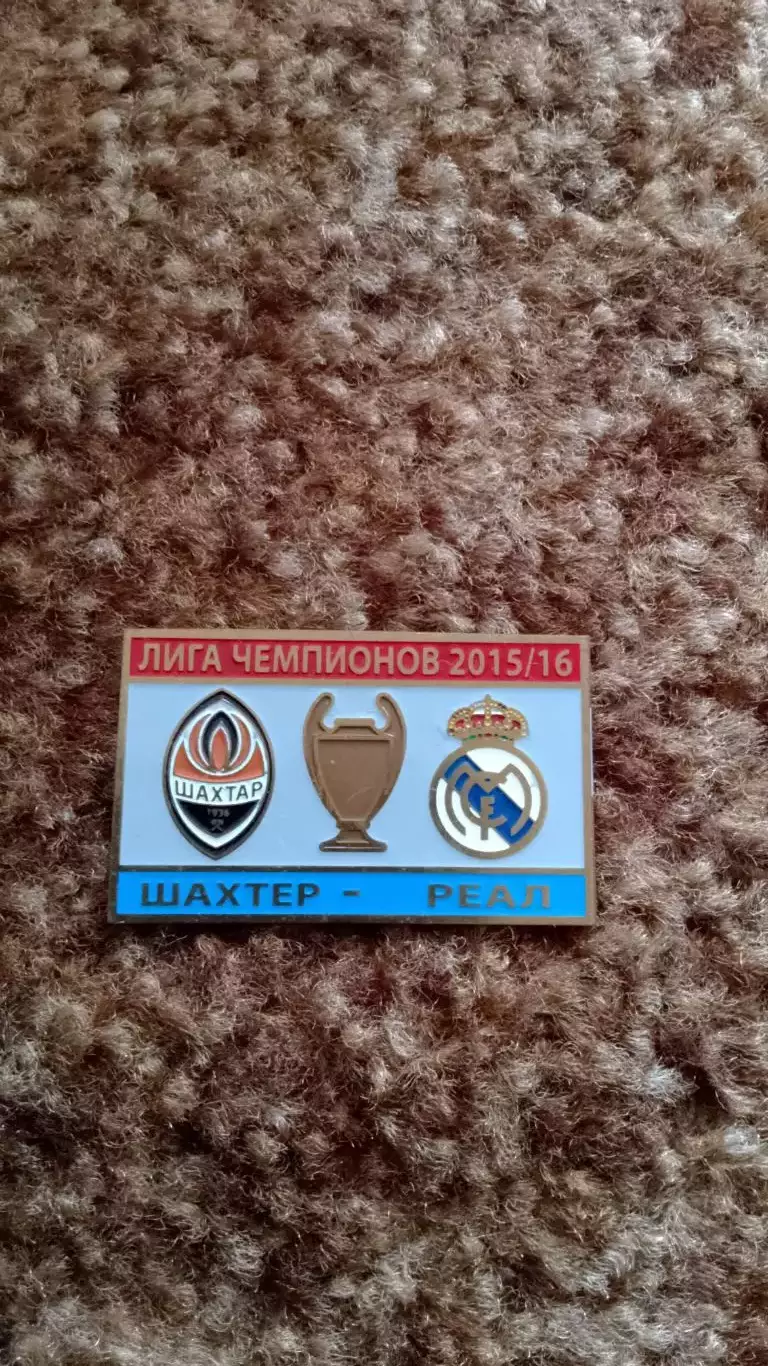 ЛИГА ЧЕМПИОНОВ 2015/16
ШАХТАР
1936
ШАХТЕР - РЕАЛ